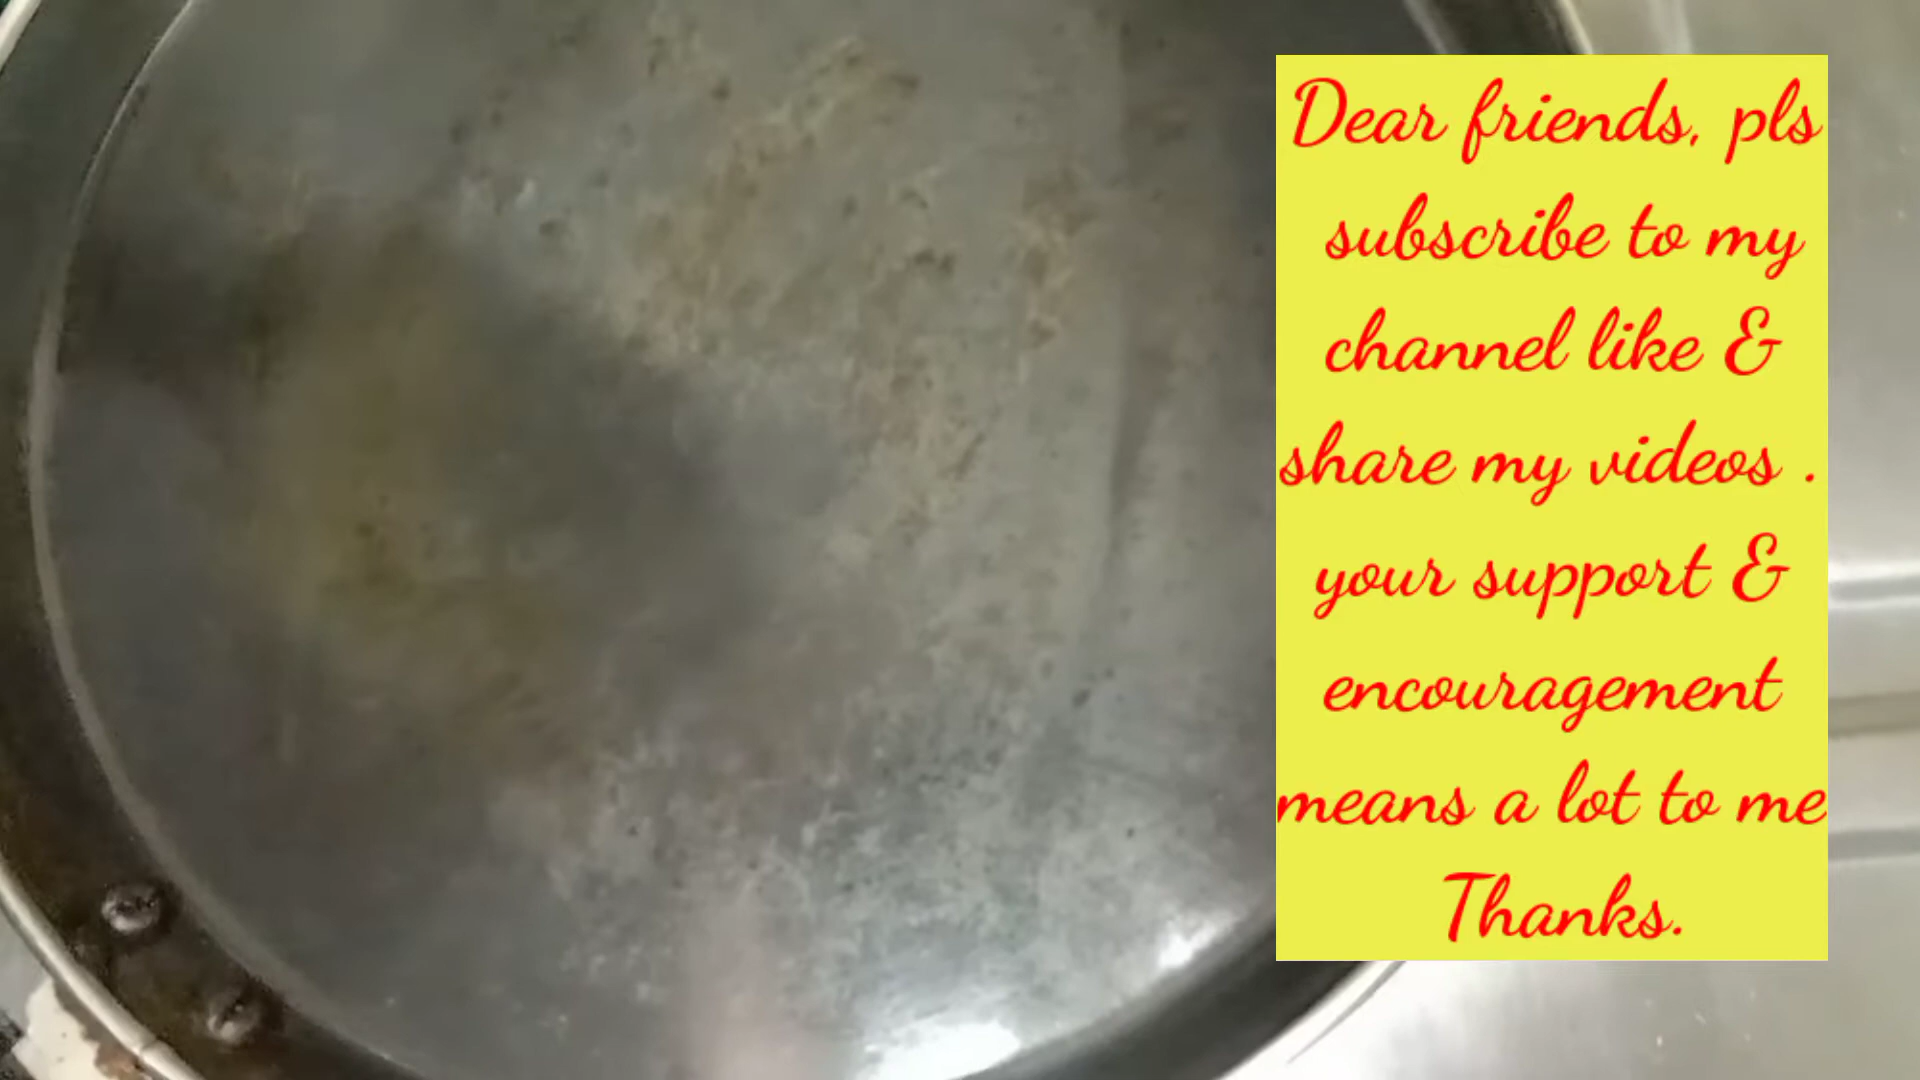 Dear friends, pls
subscribe to my
channel like &
share my videos .
your support &
encouragement
means a lot to me
Thanks.